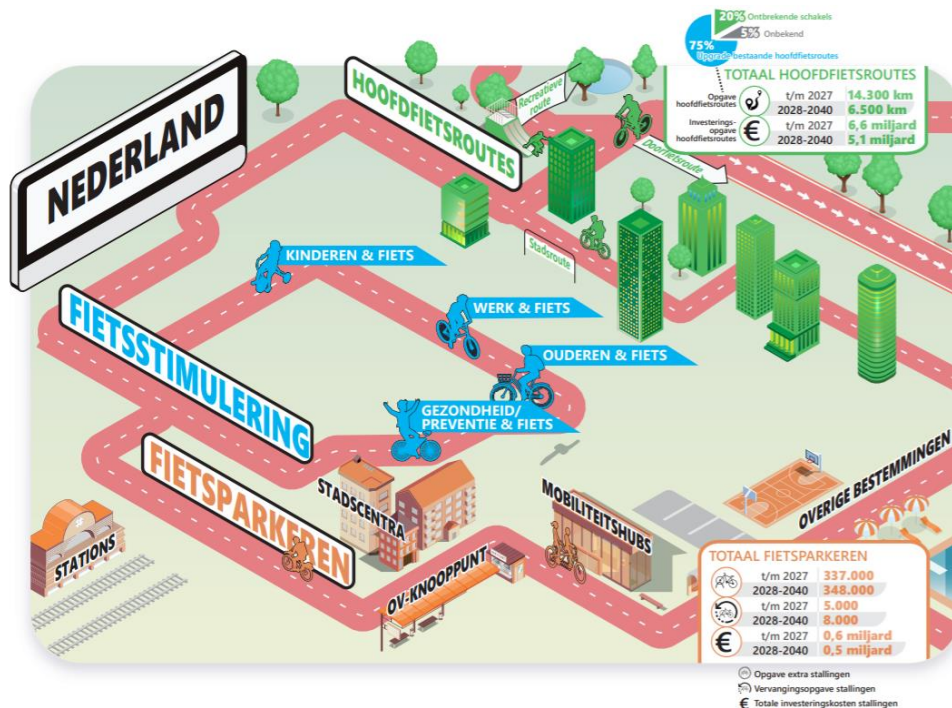 20% Ontbrekende schakels
5% Onbekend
75%
Upgrade bestaande hoofdfietsroutes
TOTAAL HOOFDFIETSROUTES
Opgave
hoofdfietsroutes
t/m 2027 14.300 km
2028-2040 6.500 km
Investerings-
opgave
hoofdfietsroutes
€ t/m 2027 6,6 miljard
2028-2040 5,1 miljard
NEDERLAND
HOOFDFIETSROUTES
Recreatieve
route
Doorfietsroute
Stadsroute
KINDEREN & FIETS
WERK & FIETS
OUDEREN & FIETS
GEZONDHEID/
PREVENTIE & FIETS
FIETSSTIMULERING
FIETSPARKEREN
STATIONS
STADSCENTRA
OV-KNOOPPUNT
MOBILITEITSHUBS
OVERIGE BESTEMMINGEN
TOTAAL FIETSPARKEREN
t/m 2027 337.000
2028-2040 348.000
t/m 2027 5.000
2028-2040 8.000
€ t/m 2027 0,6 miljard
2028-2040 0,5 miljard
Opgave extra stallingen
Vervangingsopgave stallingen
€ Totale investeringskosten stallingen